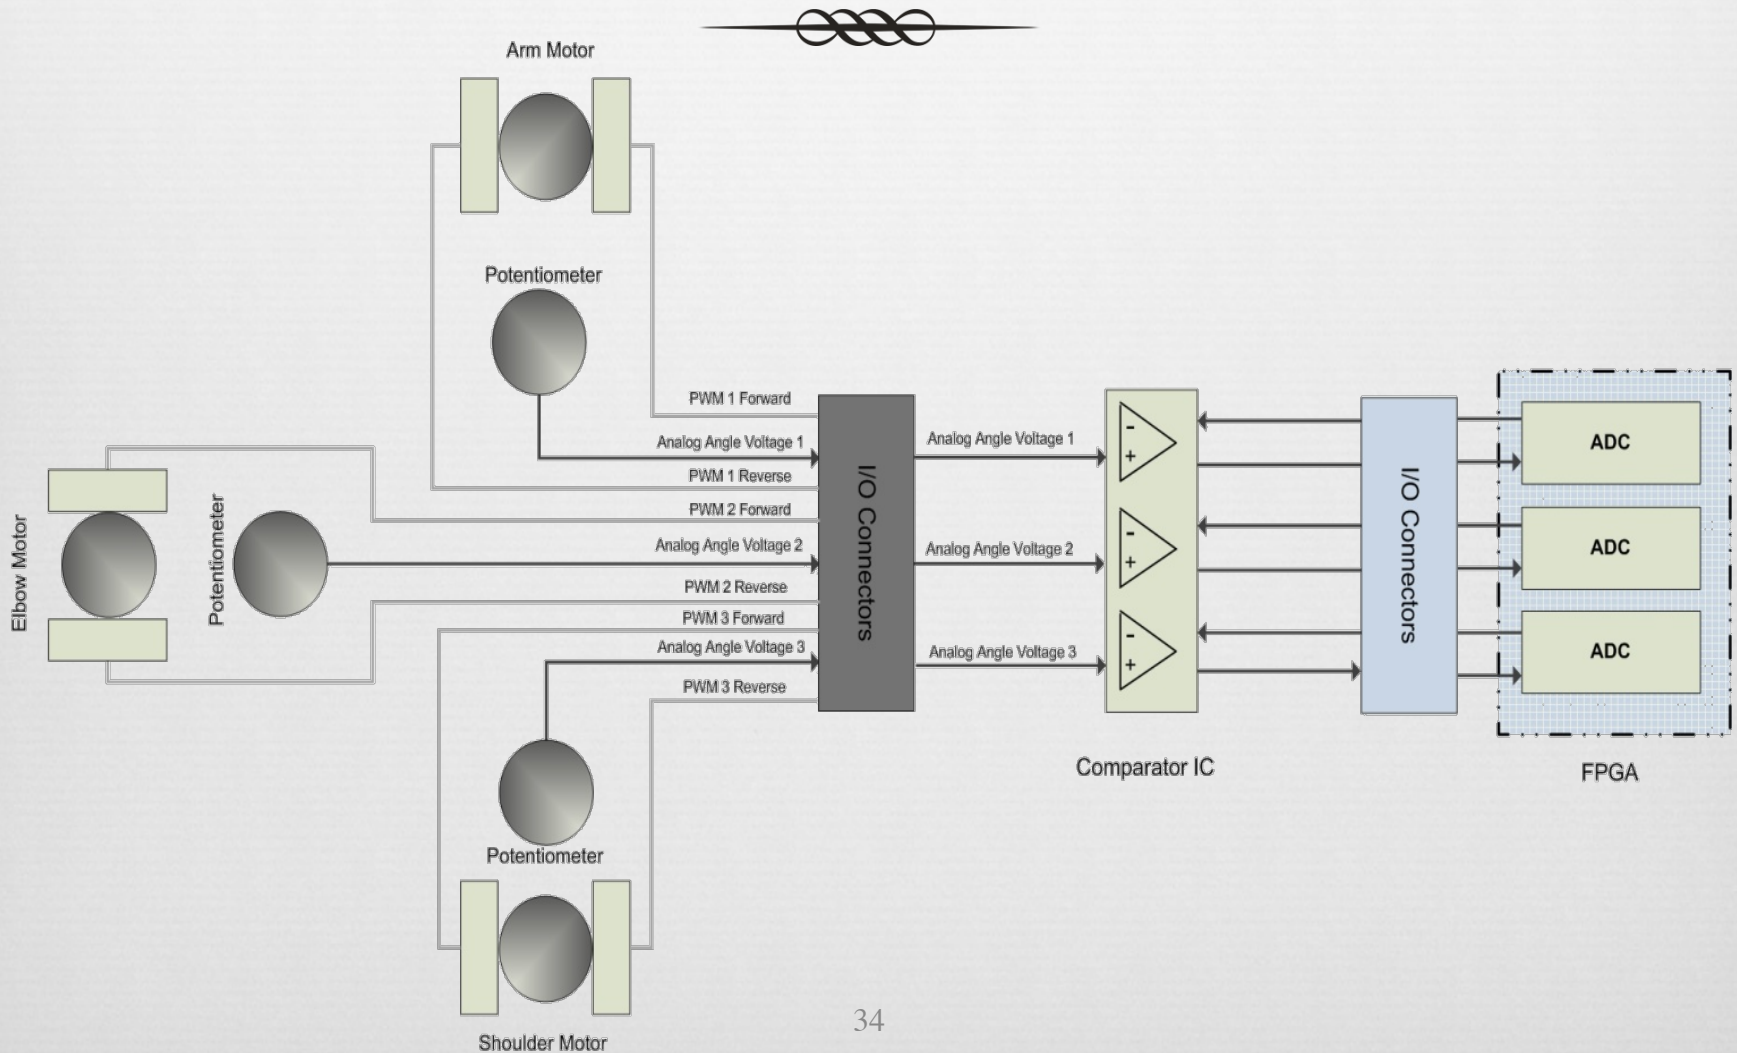 Arm Motor
Potentiometer
PWM 1 Forward
Analog Angle Voltage 1
PWM 1 Reverse
PWM 2 Forward
Analog Angle Voltage 2
PWM 2 Reverse
PWM 3 Forward
Analog Angle Voltage 3
PWM 3 Reverse
Elbow Motor
Potentiometer
Potentiometer
Shoulder Motor
I/O Connectors
Analog Angle Voltage 1
Analog Angle Voltage 2
Analog Angle Voltage 3
-
+
-
+
-
+
Comparator IC
I/O Connectors
ADC
ADC
ADC
FPGA
34